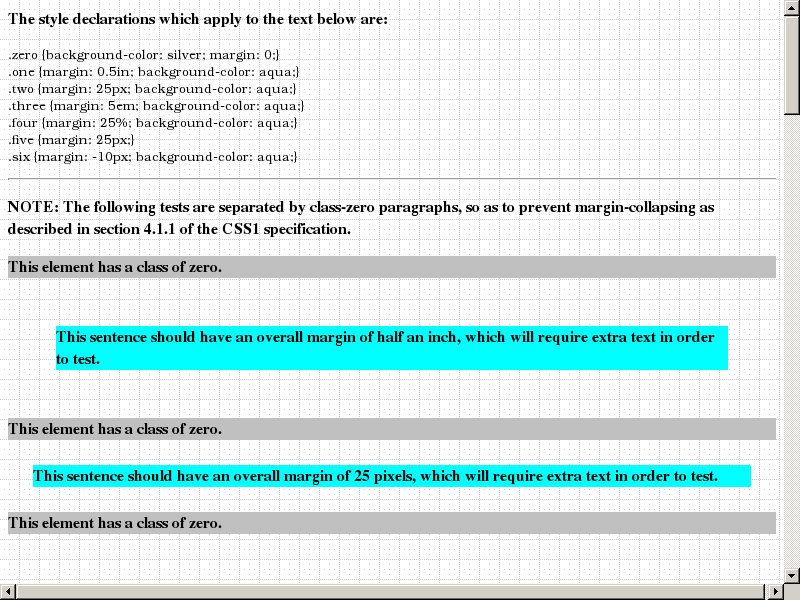 The style declarations which apply to the text below are:
.zero {background-color: silver; margin: 0;}
.one {margin: 0.5in; background-color: aqua;}
.two {margin: 25px; background-color: aqua;}
.three {margin: 5em; background-color: aqua;}
.four {margin: 25%; background-color: aqua;}
.five {margin: 25px;}
.six {margin: -10px; background-color: aqua;}
NOTE: The following tests are separated by class-zero paragraphs, so as to prevent margin-collapsing as
described in section 4.1.1 of the CSS1 specification.
This element has a class of zero.
This sentence should have an overall margin of half an inch, which will require extra text in order
to test.
This element has a class of zero.
This sentence should have an overall margin of 25 pixels, which will require extra text in order to test.
This element has a class of zero.